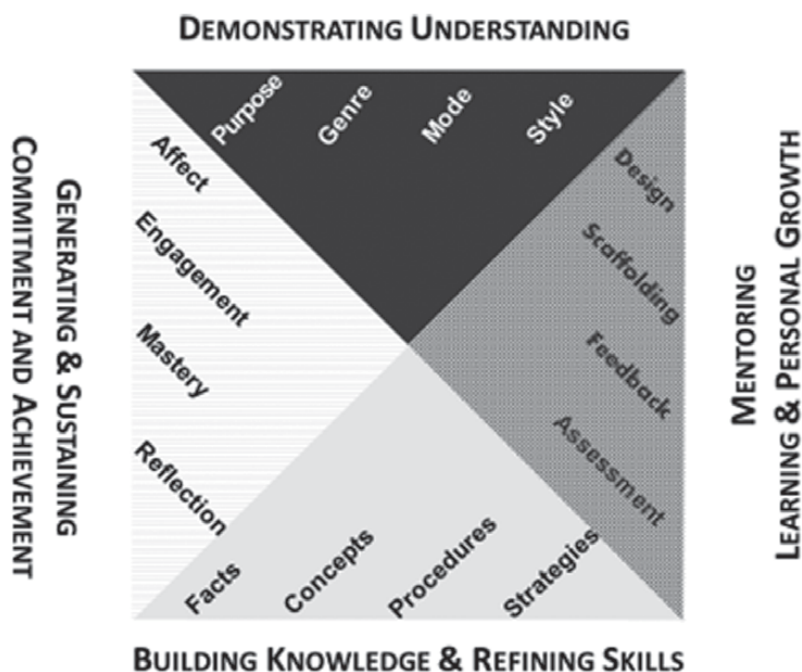 DEMONSTRATING UNDERSTANDING
Purpose
Genre
Mode
Style
GENERATING & SUSTAINING
COMMITMENT AND ACHIEVEMENT
Affect
Engagement
Mastery
Reflection
Design
Scaffolding
Feedback
Assessment
MENTORING
LEARNING & PERSONAL GROWTH
Facts
Concepts
Procedures
Strategies
BUILDING KNOWLEDGE & REFINING SKILLS